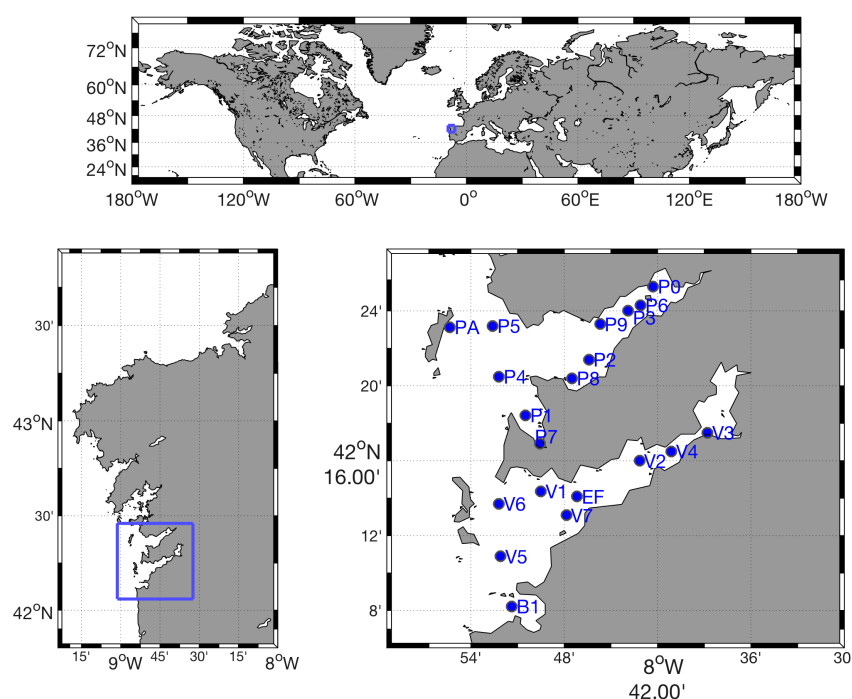 72°N
60°N
48°N
36°N
24°N
180°W 120°W 60°W 0° 60°E 120°E 180°W
30'
43°N
30'
42°N
15' 9°W 45' 30' 15' 8°W
24'
20'
42°N
16.00'
12'
8'
54' 48' 8°W 36' 30
42.00'
P0
P6
P3
P9
PA P5
P2
P4 P8
P1
P7
V3
V4
V2
V1 EF
V6
V7
V5
B1